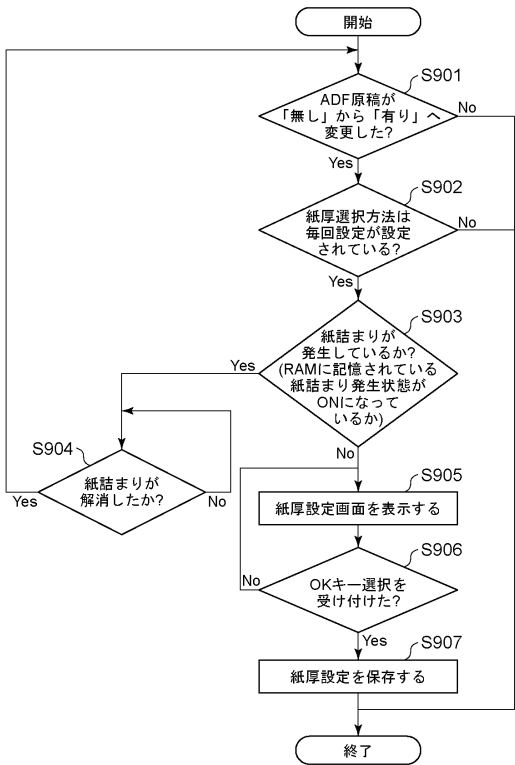 開始
S901
ADF原稿が
「無し」から「有り」へ
変更した?
No
Yes
S902
紙厚選択方法は
毎回設定が設定
されている?
No
Yes
S903
紙詰まりが
発生しているか?
(RAMに記憶されている
紙詰まり発生状態が
ONになって
いるか)
Yes
No
S904
紙詰まりが
解消したか?
Yes
No
S905
紙厚設定画面を表示する
S906
OKキー選択を
受け付けた?
No
Yes
S907
紙厚設定を保存する
終了